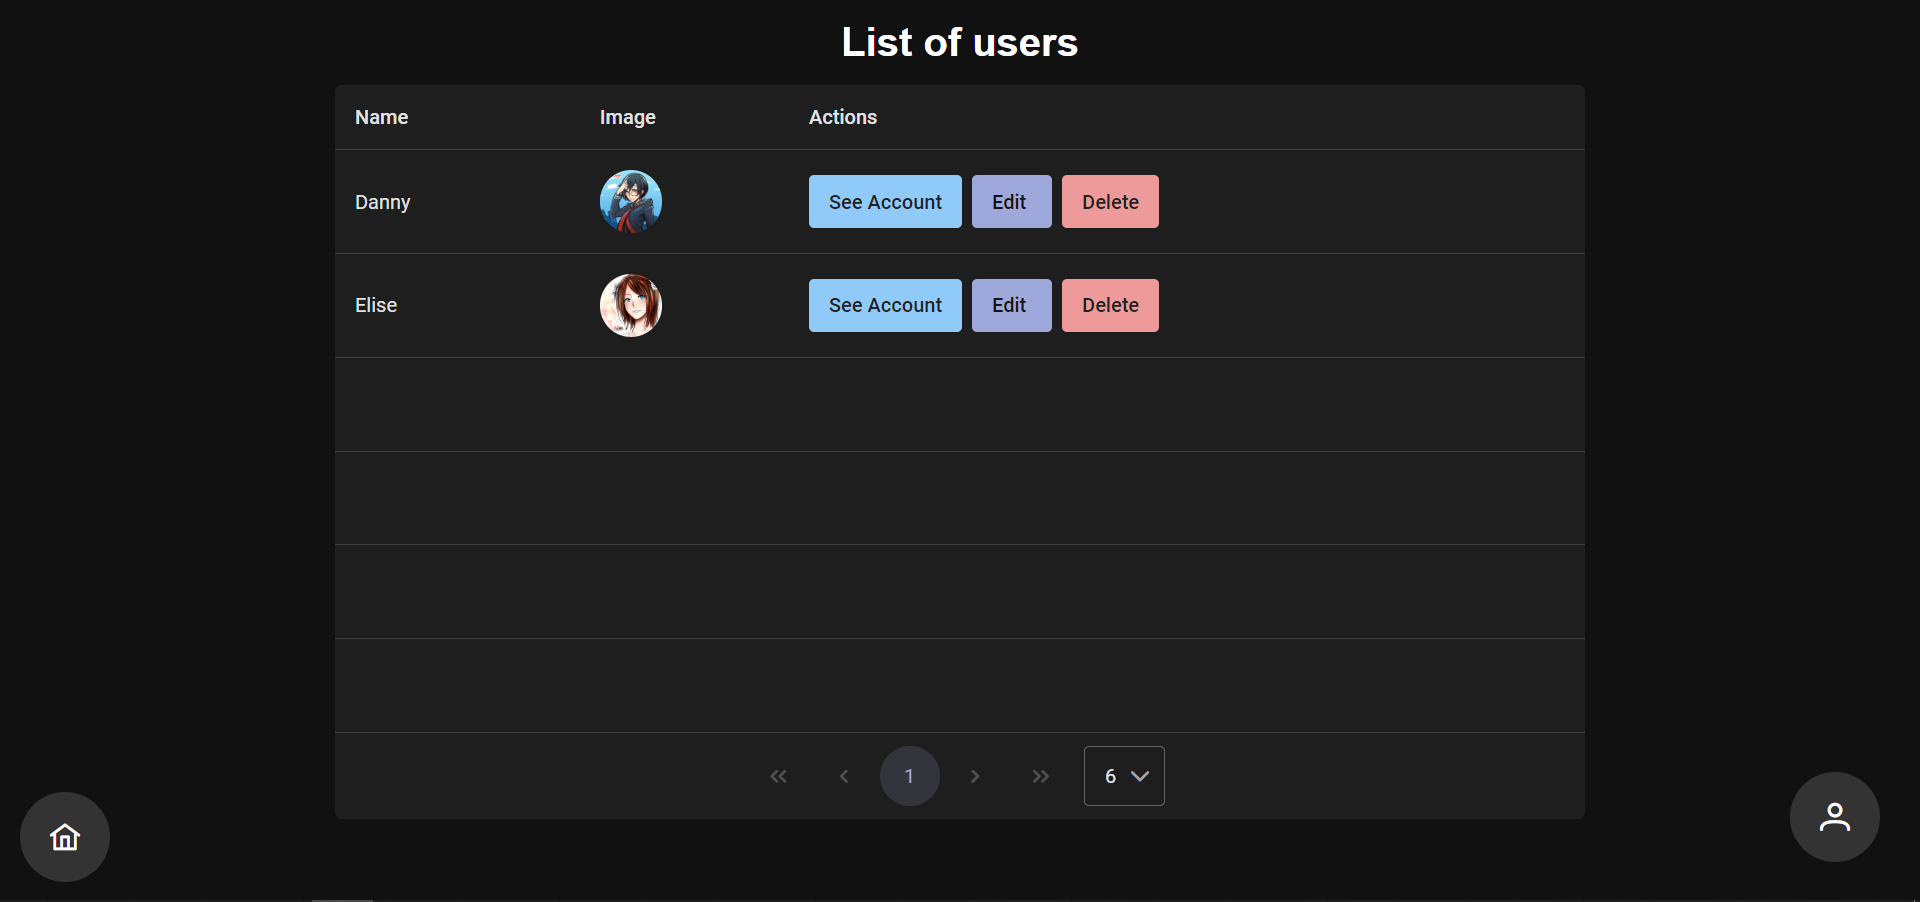 List of users
Name Image Actions
Danny See Account Edit Delete
Elise See Account Edit Delete
1 6